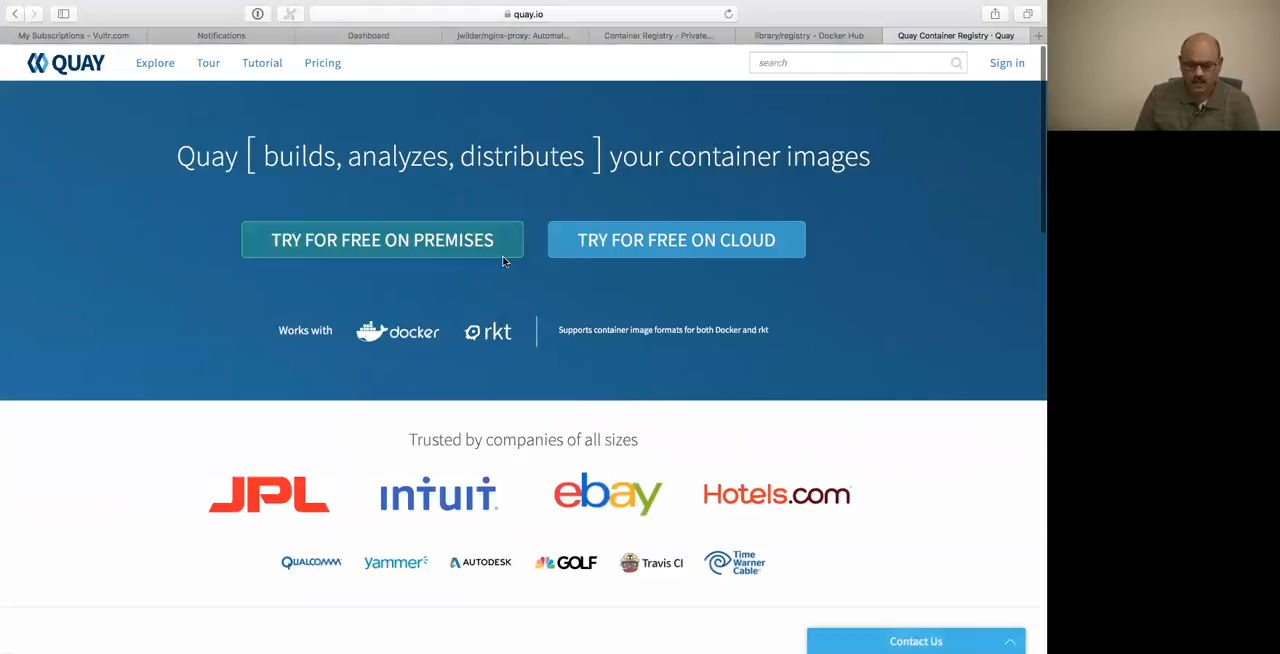 quay.io
My Subscriptions - Vultr.com
Notifications
Dashboard
jwilder/nginx-proxy: Automat...
Container Registry - Private...
library/registry - Docker Hub
Quay Container Registry · Quay
QUAY
Explore
Tour
Tutorial
Pricing
search
Sign in
Quay [ builds, analyzes, distributes ] your container images
TRY FOR FREE ON PREMISES
TRY FOR FREE ON CLOUD
Works with
docker
rkt
Supports container image formats for both Docker and rkt
Trusted by companies of all sizes
JPL
intuit.
ebay
Hotels.com
QUALCOMM
yammer
AUTODESK
GOLF
Travis CI
Time
Warner
Cable
Contact Us